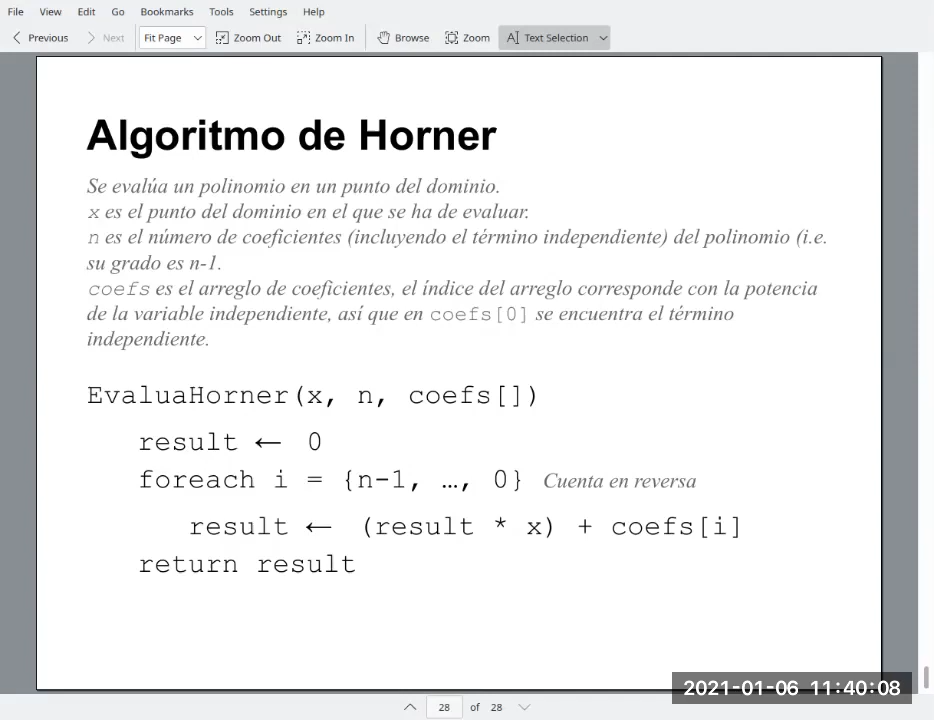 File View Edit Go Bookmarks Tools Settings Help
Previous Next Fit Page Zoom Out Zoom In Browse Zoom Text Selection
Algoritmo de Horner
Se evalúa un polinomio en un punto del dominio.
x es el punto del dominio en el que se ha de evaluar.
n es el número de coeficientes (incluyendo el término independiente) del polinomio (i.e.
su grado es n-1.
coefs es el arreglo de coeficientes, el índice del arreglo corresponde con la potencia
de la variable independiente, así que en coefs[0] se encuentra el término
independiente.
EvaluaHorner(x, n, coefs[])
result ← 0
foreach i = {n-1, …, 0} Cuenta en reversa
result ← (result * x) + coefs[i]
return result
2021-01-06 11:40:08
28 of 28